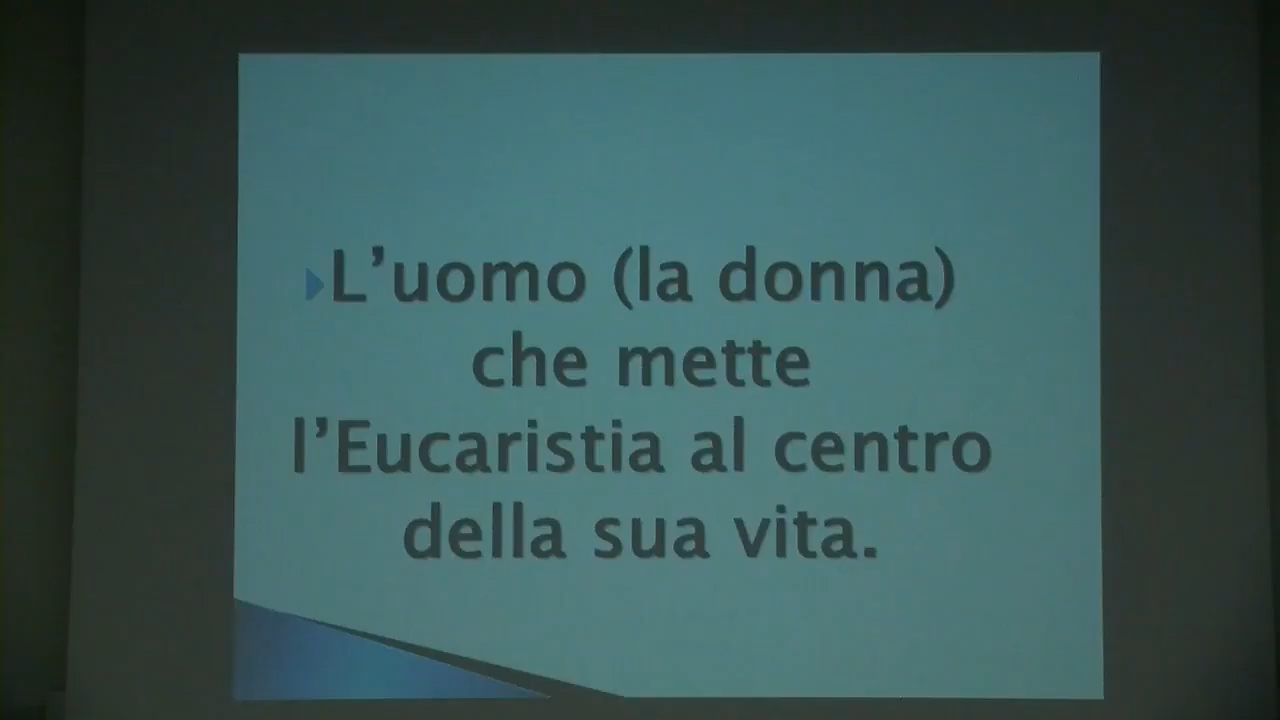 L’uomo (la donna)
che mette
l’Eucaristia al centro
della sua vita.